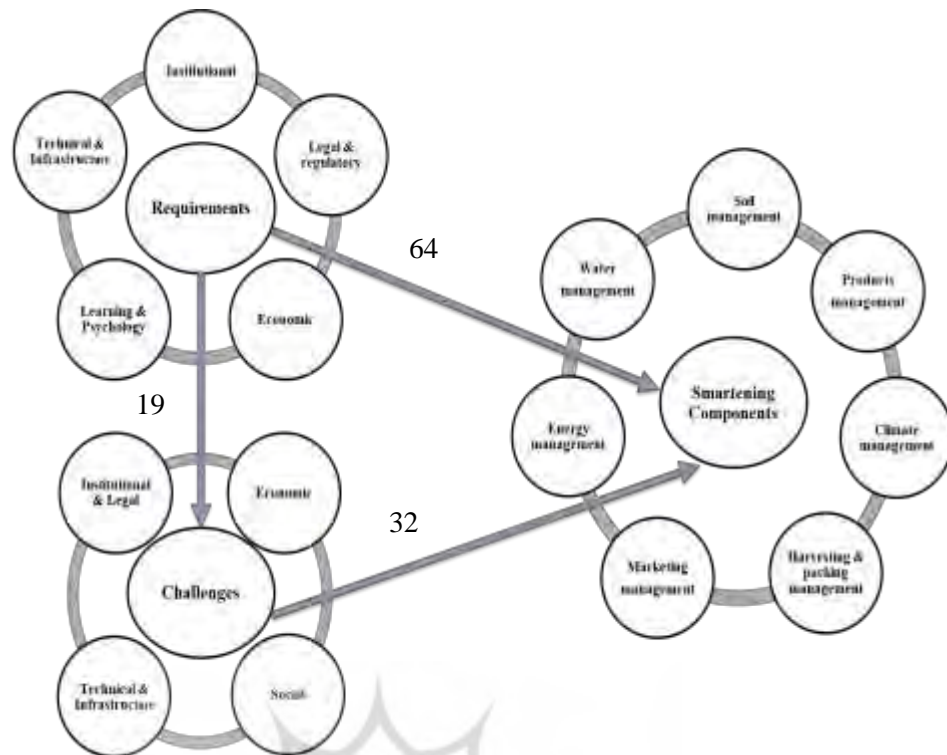 Institutional
Technical &
Infrastructure
Legal &
regulatory
Requirements
Learning &
Psychology
Economic
64
19
Soil
management
Water
management
Products
management
Smartening
Components
Energy
management
Climate
management
Marketing
management
Harvesting &
packing
management
32
Institutional
& Legal
Economic
Challenges
Technical &
Infrastructure
Social